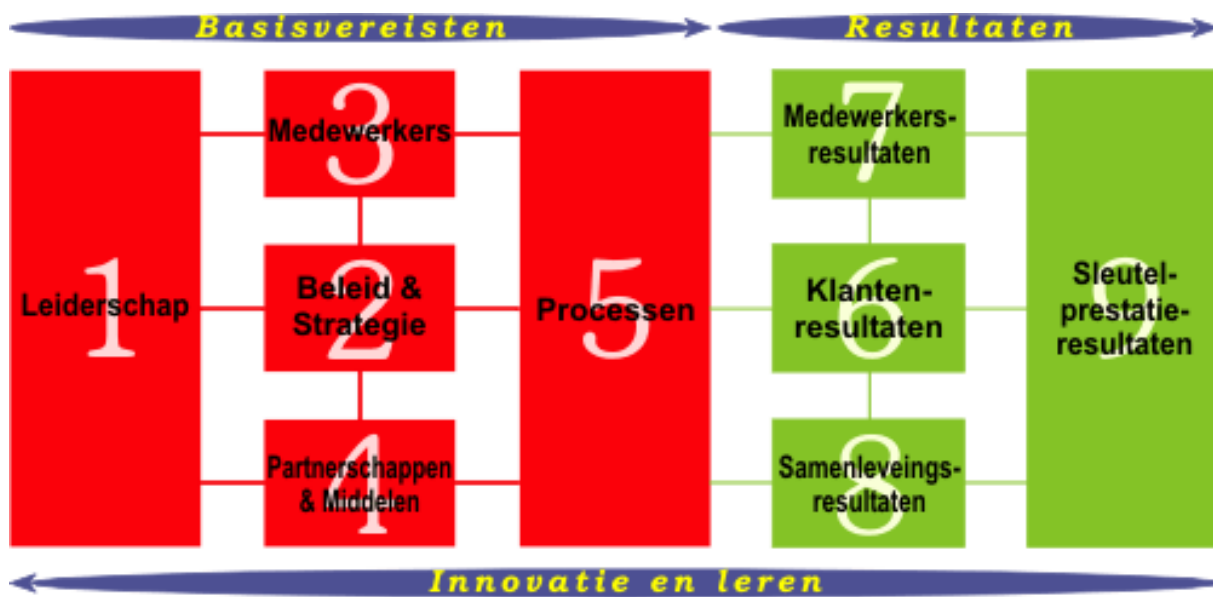 Basisvereisten
Resultaten
1
Leiderschap
3
Medewerkers
2
Beleid &
Strategie
4
Partnerschappen
& Middelen
5
Processen
7
Medewerkers-
resultaten
6
Klanten-
resultaten
8
Samenleveings-
resultaten
9
Sleutel-
prestatie-
resultaten
Innovatie en leren